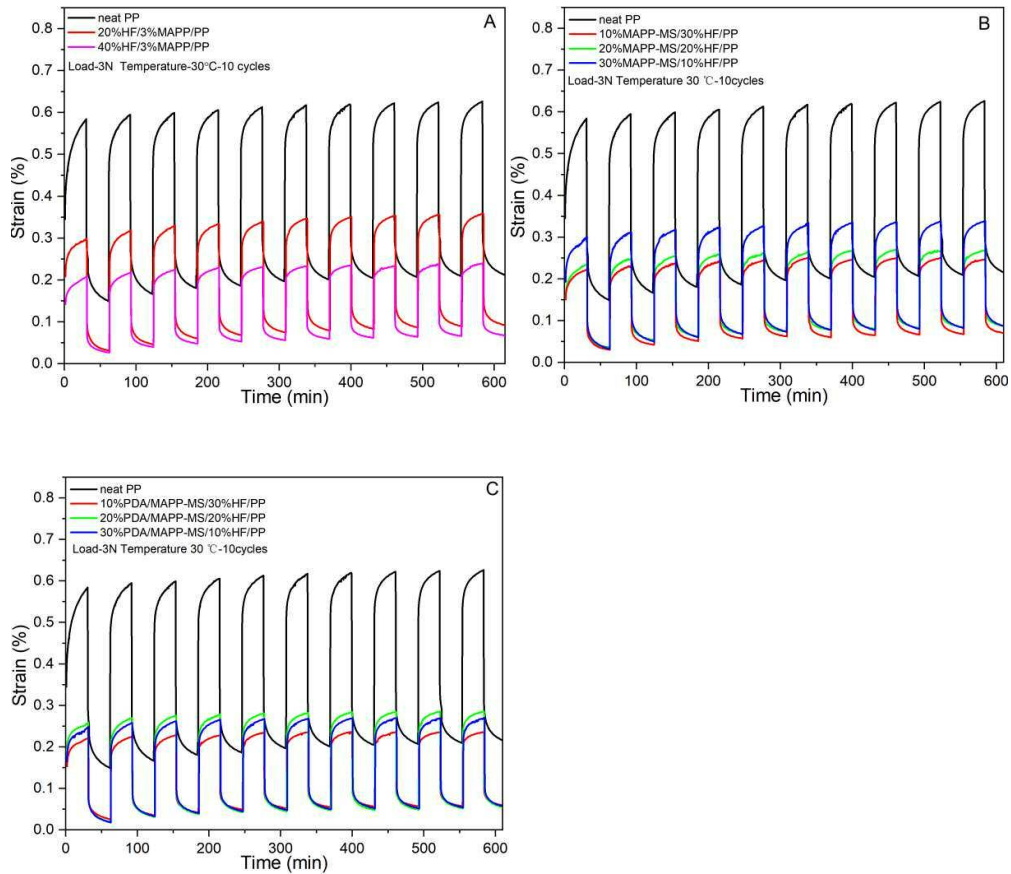 neat PP
20%HF/3%MAPP/PP
40%HF/3%MAPP/PP
Load-3N Temperature-30°C-10 cycles
A
0.8
0.7
0.6
0.5
0.4
0.3
0.2
0.1
0.0
Strain (%)
0 100 200 300 400 500 600
Time (min)
neat PP
10%MAPP-MS/30%HF/PP
20%MAPP-MS/20%HF/PP
30%MAPP-MS/10%HF/PP
Load-3N Temperature 30 ℃-10cycles
B
0.8
0.7
0.6
0.5
0.4
0.3
0.2
0.1
0.0
Strain (%)
0 100 200 300 400 500 600
Time (min)
neat PP
10%PDA/MAPP-MS/30%HF/PP
20%PDA/MAPP-MS/20%HF/PP
30%PDA/MAPP-MS/10%HF/PP
Load-3N Temperature 30 ℃-10cycles
C
0.8
0.7
0.6
0.5
0.4
0.3
0.2
0.1
0.0
Strain (%)
0 100 200 300 400 500 600
Time (min)